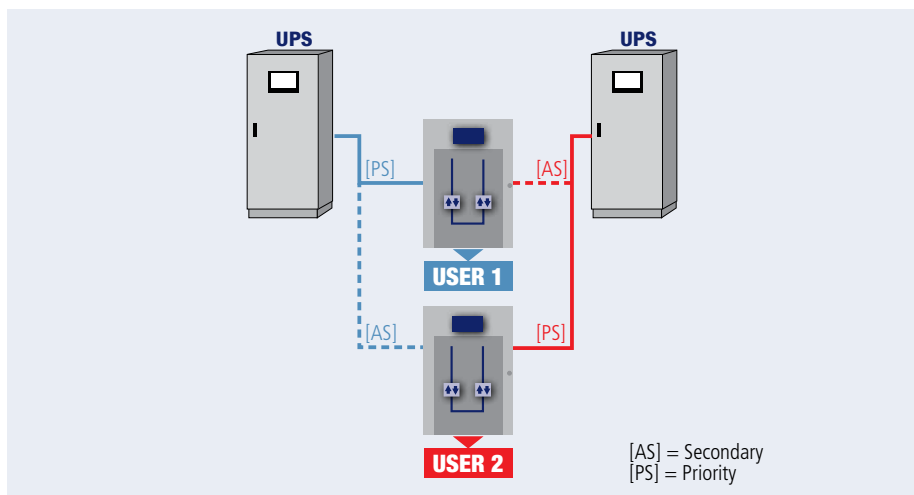 UPS
UPS
[PS]
[AS]
USER 1
[AS]
[PS]
USER 2
[AS] = Secondary
[PS] = Priority